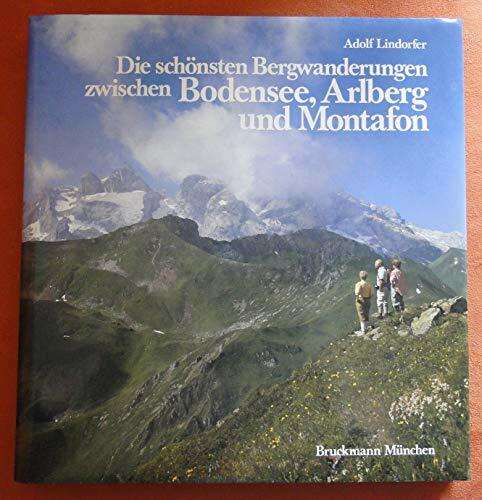 Adolf Lindorfer
Die schönsten Bergwanderungen
zwischen Bodensee, Arlberg
und Montafon
Bruckmann München